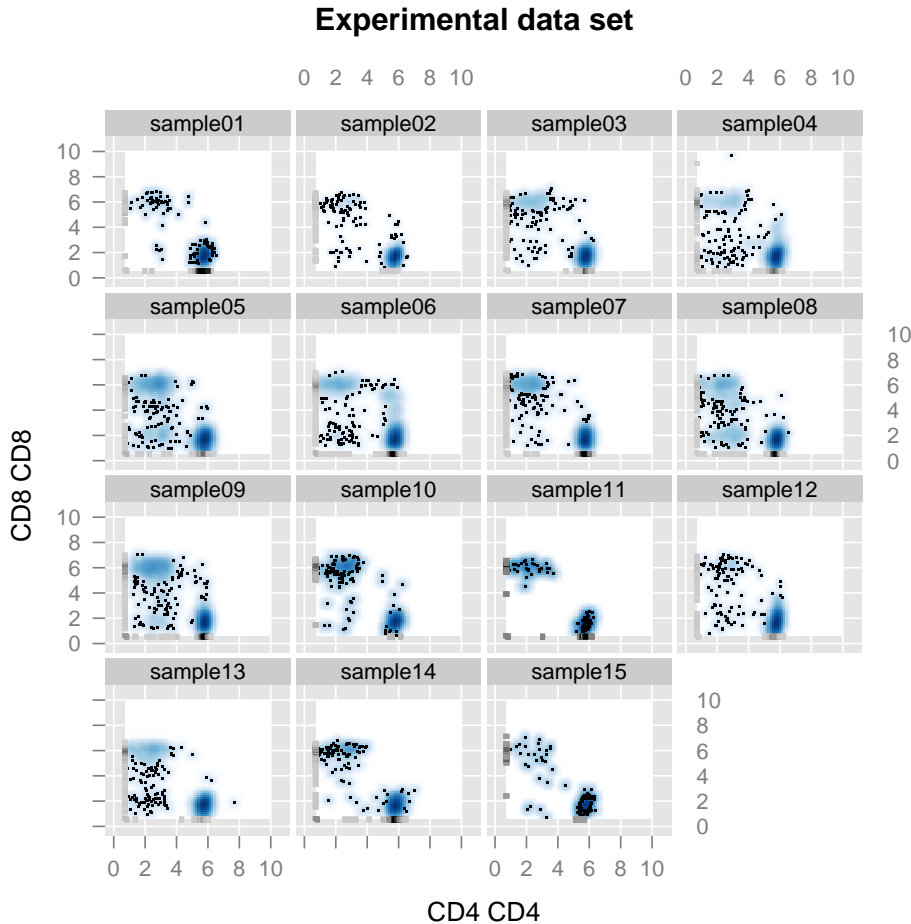 Experimental data set
0 2 4 6 8 10 0 2 4 6 8 10
sample01 sample02 sample03 sample04
10
8
6
4
2
0
sample05 sample06 sample07 sample08
10
8
6
4
2
0
CD8 CD8
sample09 sample10 sample11 sample12
10
8
6
4
2
0
sample13 sample14 sample15
10
8
6
4
2
0
0 2 4 6 8 10 0 2 4 6 8 10
CD4 CD4